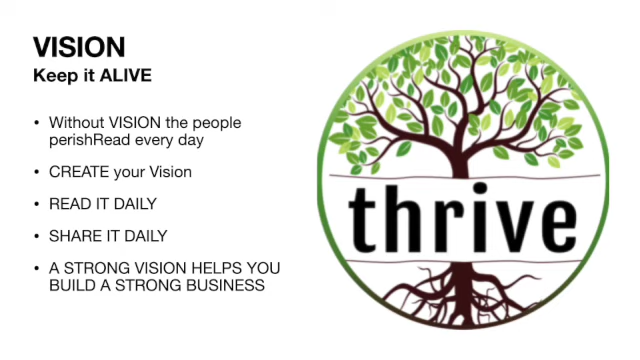 VISION
Keep it ALIVE
• Without VISION the people
perishRead every day
• CREATE your Vision
• READ IT DAILY
• SHARE IT DAILY
• A STRONG VISION HELPS YOU
BUILD A STRONG BUSINESS
thrive